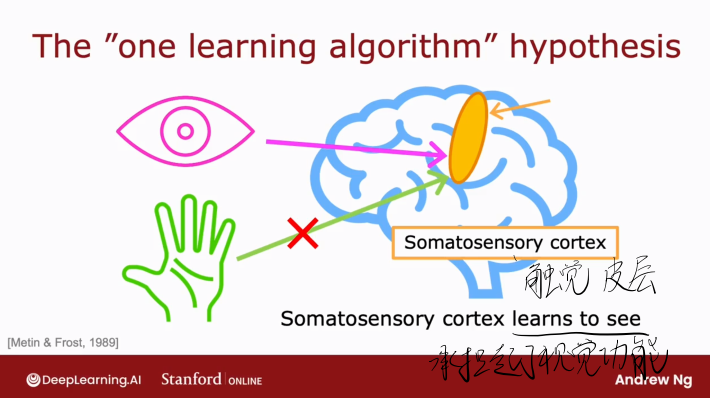 The ”one learning algorithm” hypothesis
Somatosensory cortex
触觉 皮层
Somatosensory cortex learns to see
[Metin & Frost, 1989]
承担起了视觉功能
DeepLearning.AI Stanford ONLINE Andrew Ng